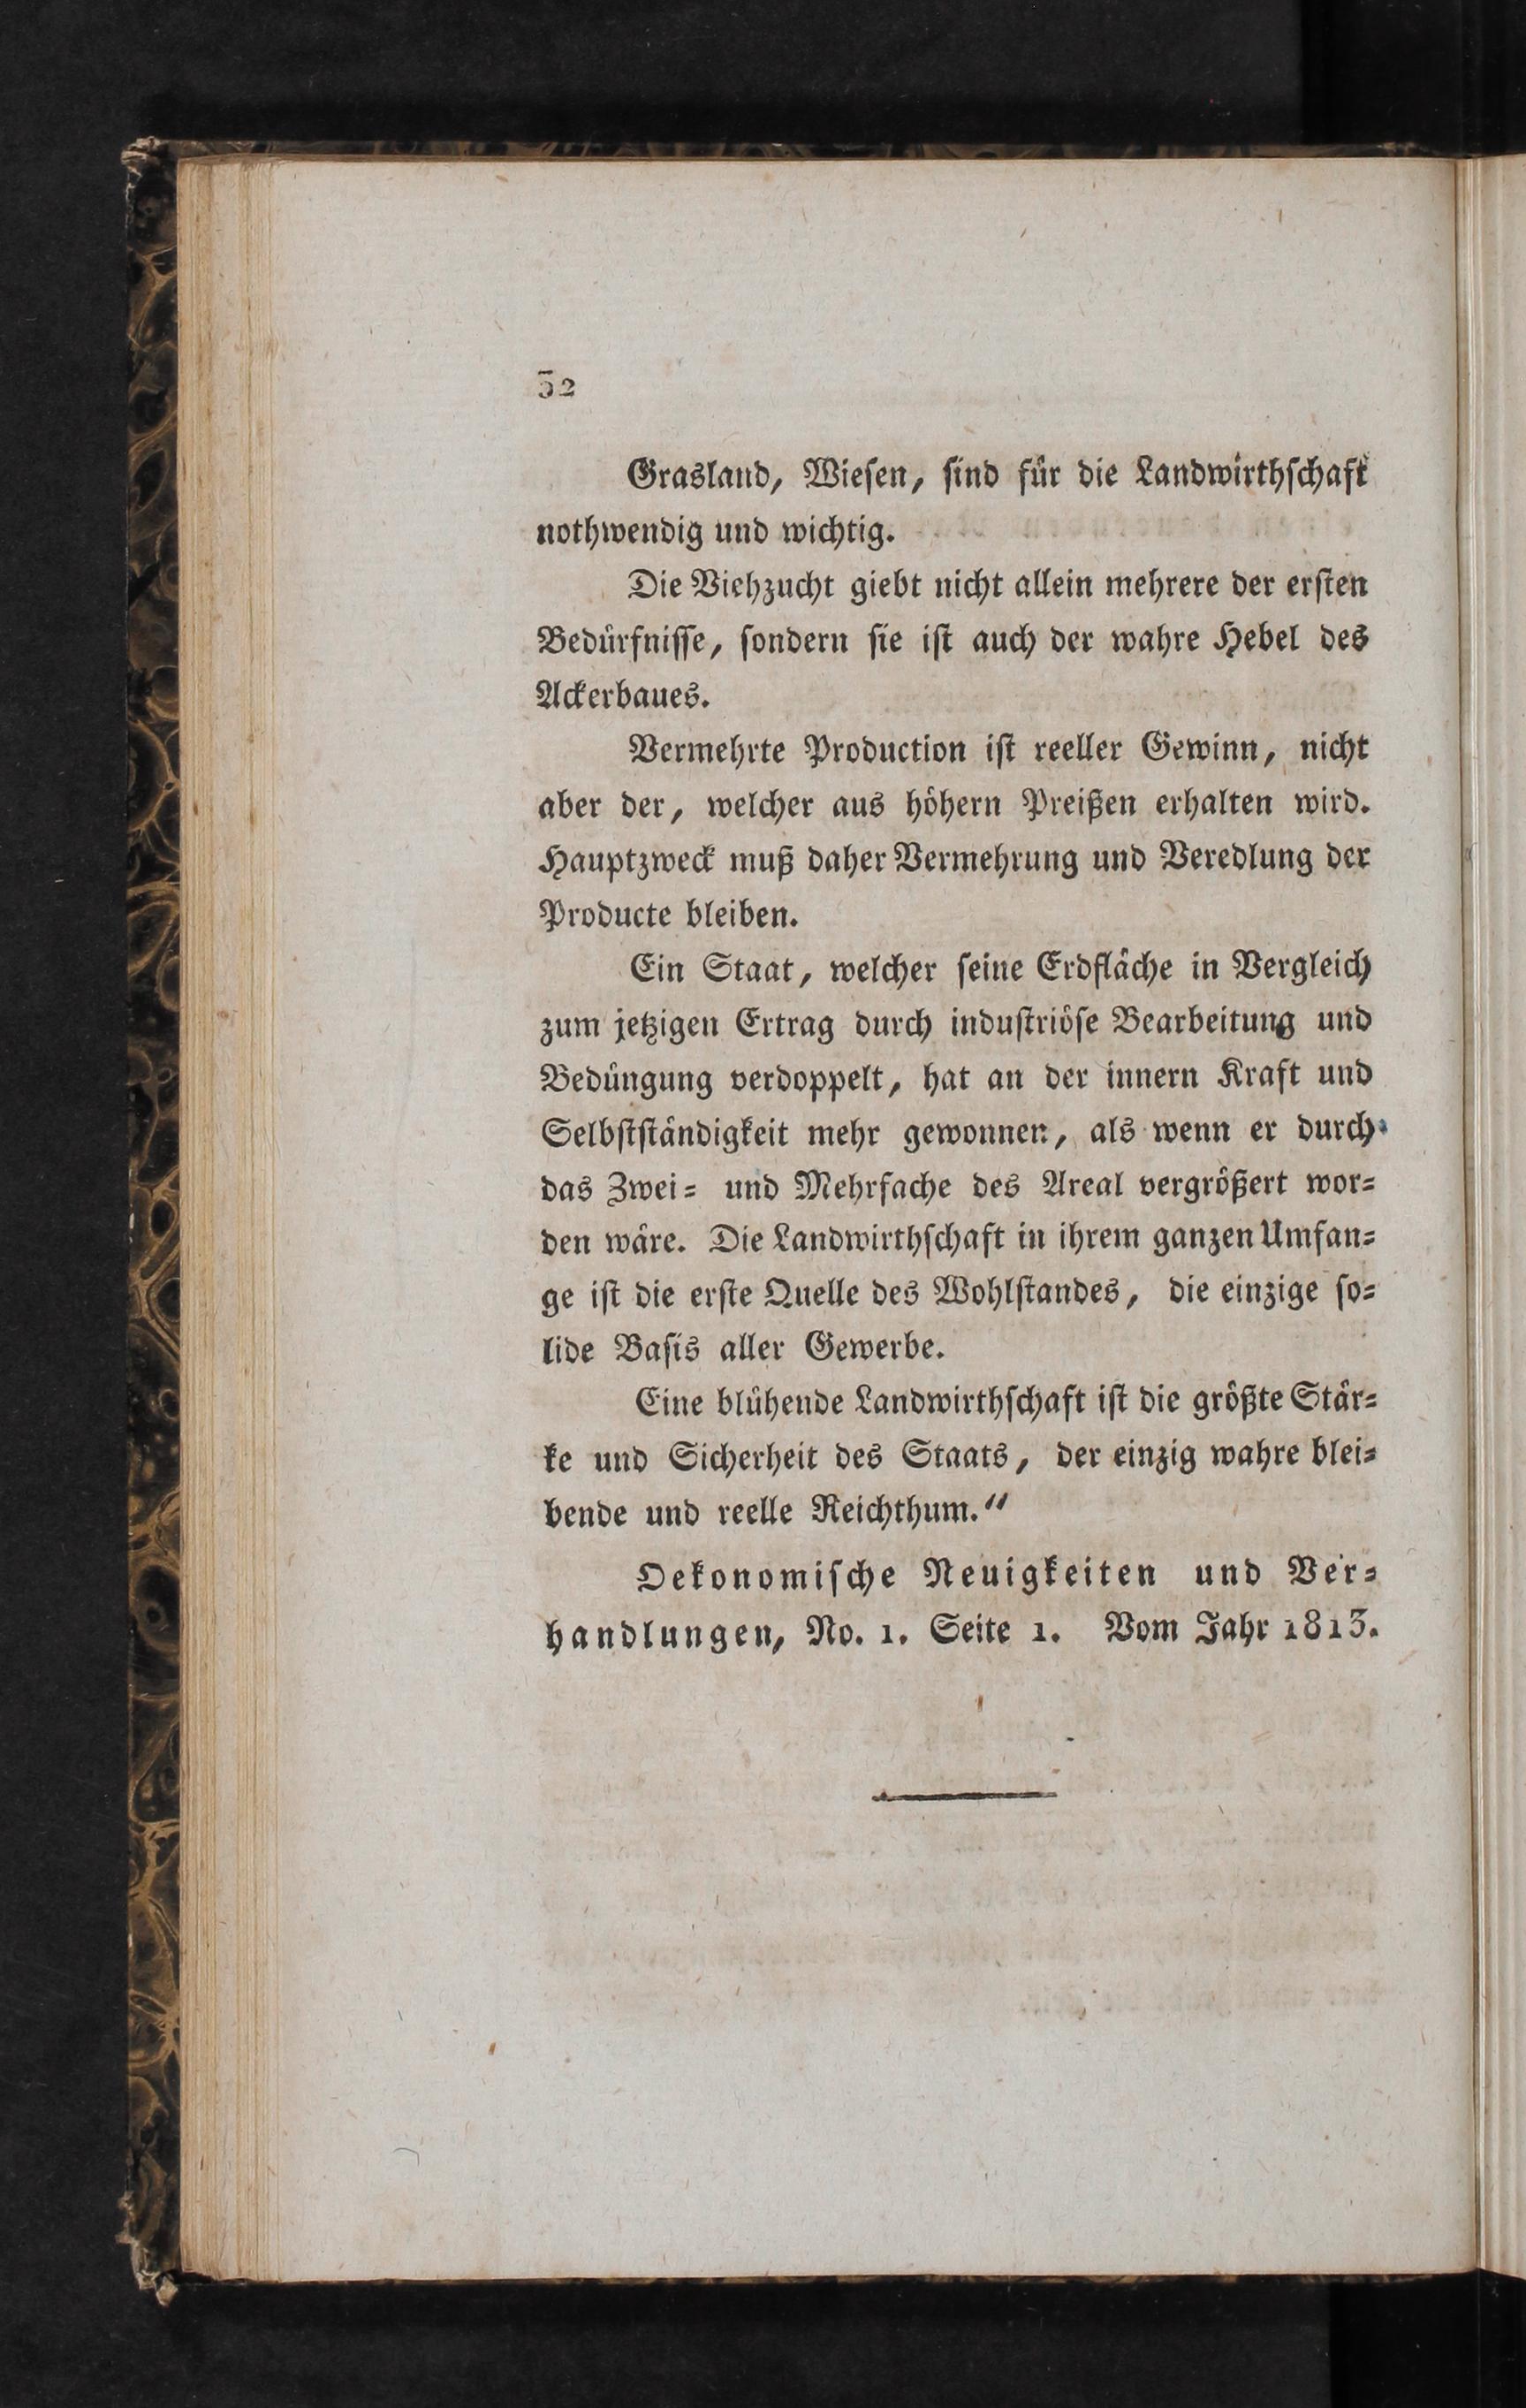 32
Grasland, Wiesen, sind für die Landwirthschaft
nothwendig und wichtig.
Die Viehzucht giebt nicht allein mehrere der ersten
Bedürfnisse, sondern sie ist auch der wahre Hebel des
Ackerbaues.
Vermehrte Production ist reeller Gewinn, nicht
aber der, welcher aus höhern Preißen erhalten wird.
Hauptzweck muß daher Vermehrung und Veredlung der
Producte bleiben.
Ein Staat, welcher seine Erdfläche in Vergleich
zum jetzigen Ertrag durch industriöse Bearbeitung und
Bedüngung verdoppelt, hat an der innern Kraft und
Selbstständigkeit mehr gewonnen, als wenn er durch
das Zwei- und Mehrfache des Areal vergrößert wor-
den wäre. Die Landwirthschaft in ihrem ganzen Umfan-
ge ist die erste Quelle des Wohlstandes, die einzige so-
lide Basis aller Gewerbe.
Eine blühende Landwirthschaft ist die größte Stär-
ke und Sicherheit des Staats, der einzig wahre blei-
bende und reelle Reichthum.“
Oekonomische Neuigkeiten und Ver-
handlungen, No. 1. Seite 1. Vom Jahr 1813.